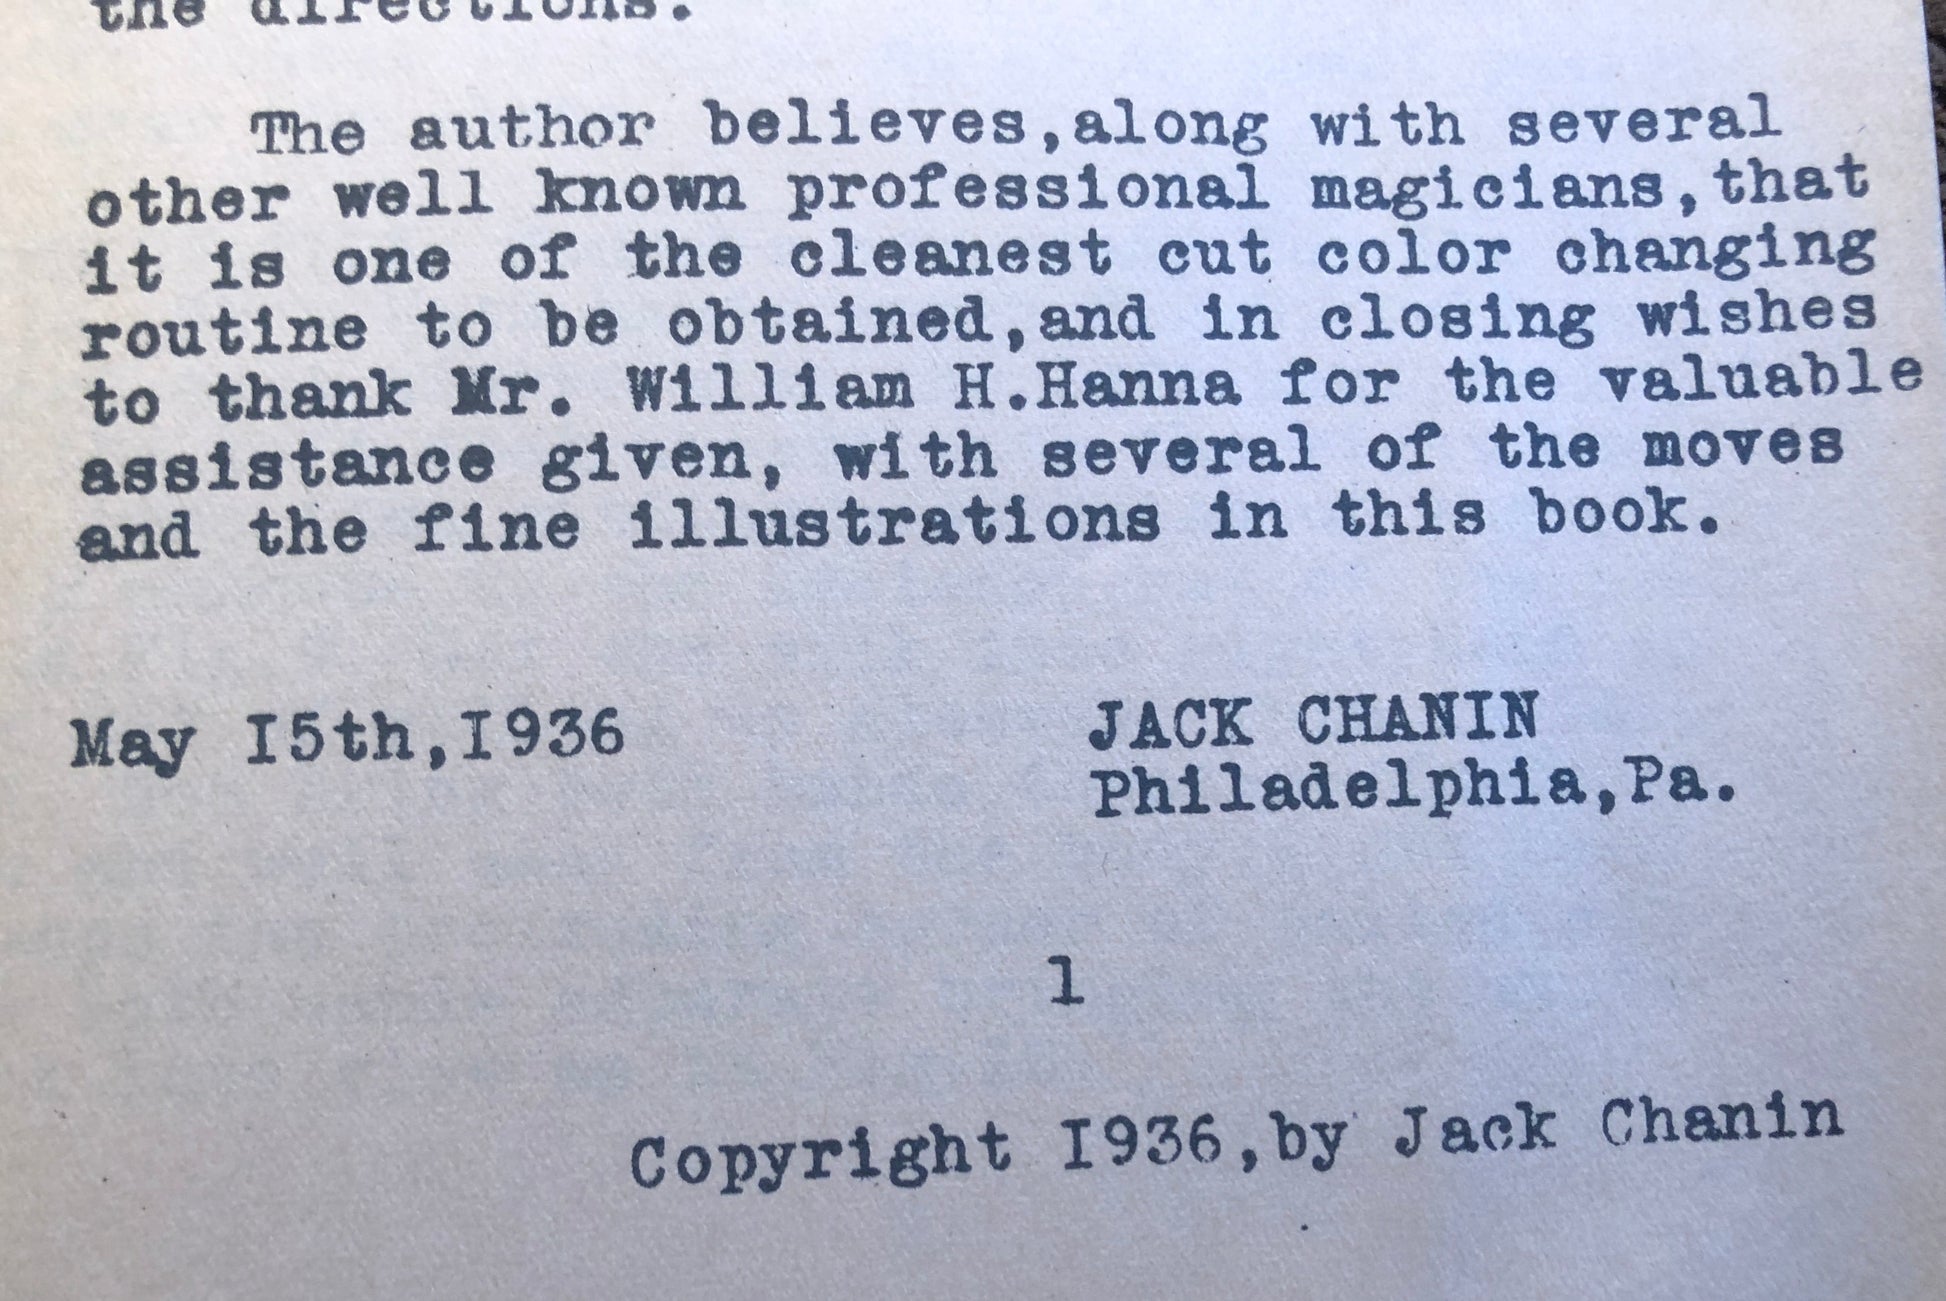 the directions.
The author believes,along with several
other well known professional magicians,that
it is one of the cleanest cut color changing
routine to be obtained,and in closing wishes
to thank Mr. William H.Hanna for the valuable
assistance given, with several of the moves
and the fine illustrations in this book.
May I5th,I936
JACK CHANIN
Philadelphia,Pa.
1
Copyright I936,by Jack Chanin